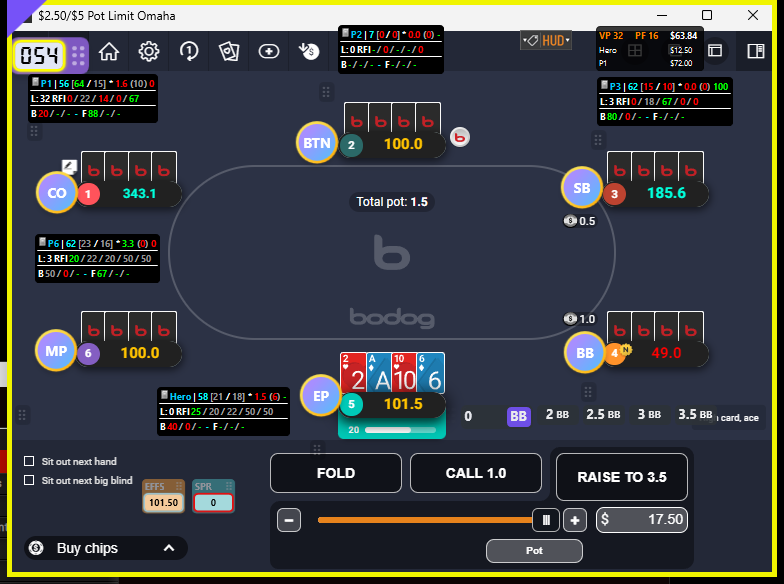 $2.50/$5 Pot Limit Omaha
054
HUD
VP 32 PF 16 $63.84
Hero $12.50
P1 $72.00
P2 | 7 [0 / 0] * 0.0 (0) -
L: 0 RFI -/ 0 / -/ -/ 0
B -/ -/ - - F -/ -/ -
P1 | 56 [64 / 15] * 1.6 (10) 0
L: 32 RFI 0 / 22 / 14 / 0 / 67
B 20 / - / - - F 88 / - / -
P3 | 62 [15 / 10] * 0.0 (0) 100
L: 3 RFI 0 / 18 / 67 / 0 / 0
B 80 / 0 / - - F - / - / -
BTN 2 100.0
b
CO 1 343.1
SB 3 185.6
Total pot: 1.5
0.5
P6 | 62 [23 / 16] * 3.3 (0) 0
L: 3 RFI 20 / 22 / 20 / 50 / 50
B 50 / 0 / - - F 67 / - / -
b
bodog
1.0
MP 6 100.0
BB 4 N 49.0
2 A 10 6
2 A 10 6
EP 5 101.5
20
Hero | 58 [21 / 18] * 1.5 (6) -
L: 0 RFI 25 / 20 / 22 / 50 / 50
B 40 / 0 / - - F - / - / -
0 BB 2 BB 2.5 BB 3 BB 3.5 BB card, ace
Sit out next hand
Sit out next big blind
EFFS SPR
101.50 0
Buy chips
FOLD CALL 1.0 RAISE TO 3.5
$ 17.50
Pot